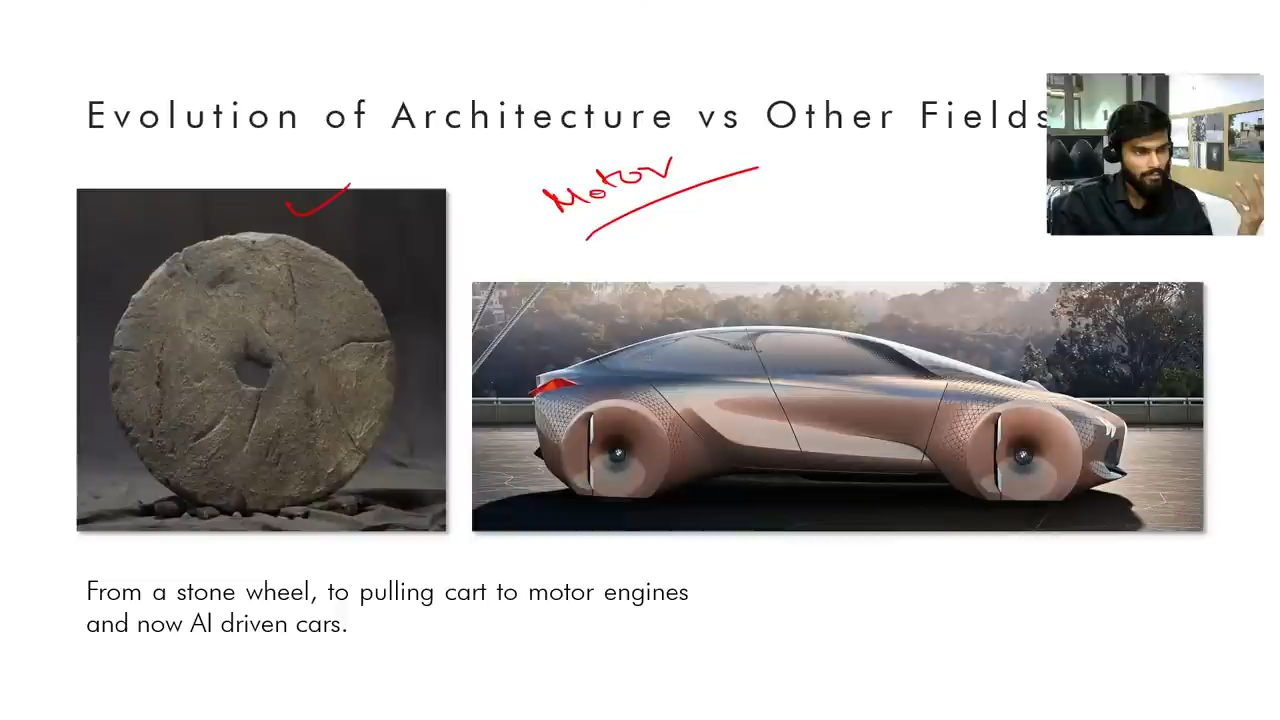 Evolution of Architecture vs Other Fields
Motor
From a stone wheel, to pulling cart to motor engines
and now AI driven cars.